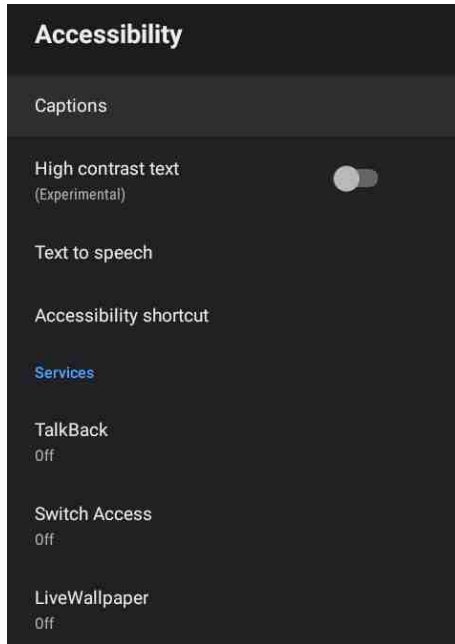 Accessibility
Captions
High contrast text
(Experimental)
Text to speech
Accessibility shortcut
Services
TalkBack
Off
Switch Access
Off
LiveWallpaper
Off